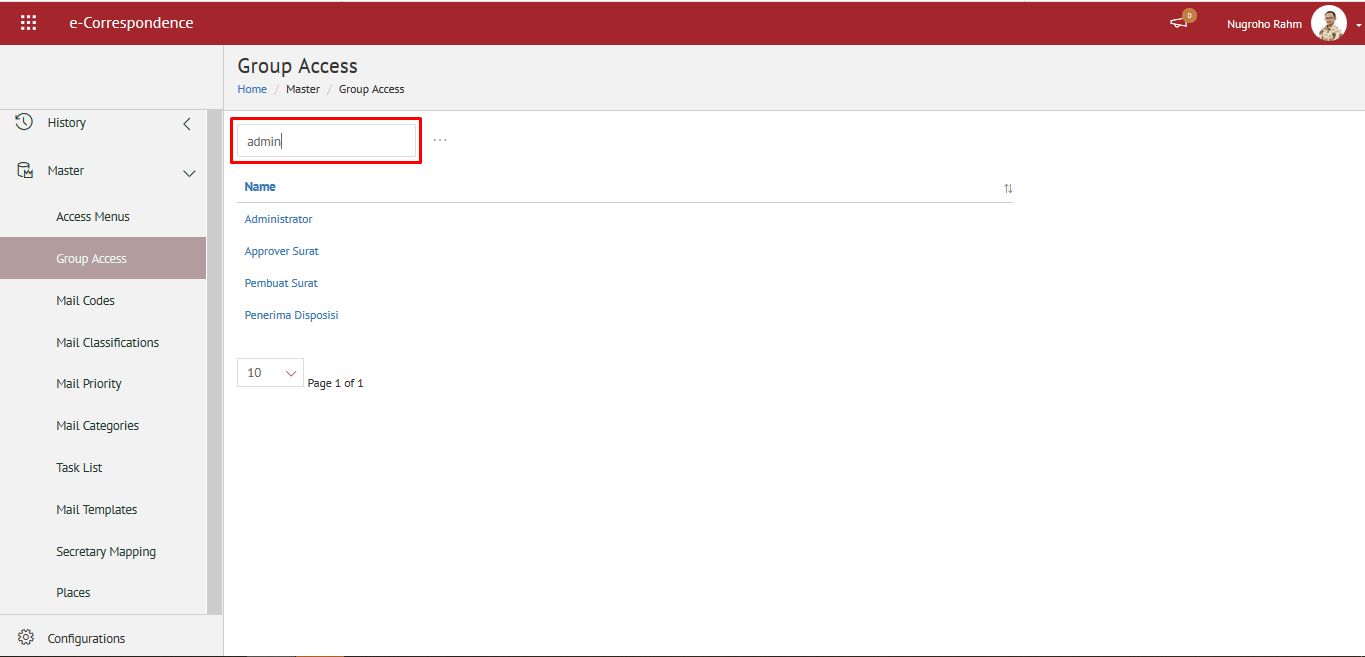 e-Correspondence
0
Nugroho Rahm
Group Access
Home / Master / Group Access
History
Master
Access Menus
Group Access
Mail Codes
Mail Classifications
Mail Priority
Mail Categories
Task List
Mail Templates
Secretary Mapping
Places
Configurations
admin
...
Name
Administrator
Approver Surat
Pembuat Surat
Penerima Disposisi
10
Page 1 of 1